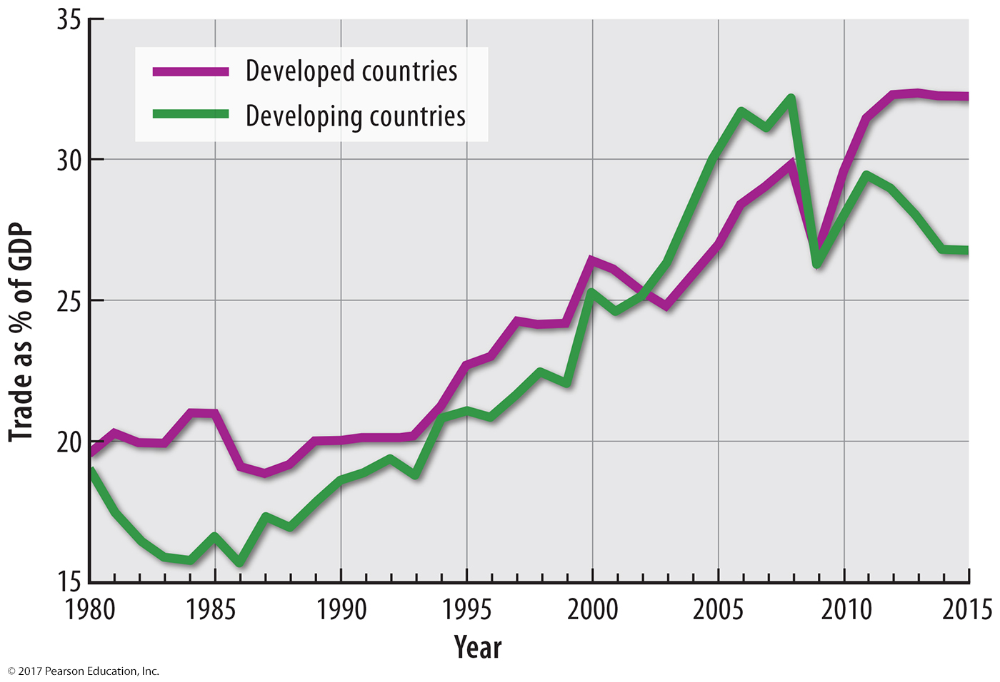 35
Developed countries
Developing countries
30
25
20
15
Trade as % of GDP
1980 1985 1990 1995 2000 2005 2010 2015
Year
© 2017 Pearson Education, Inc.